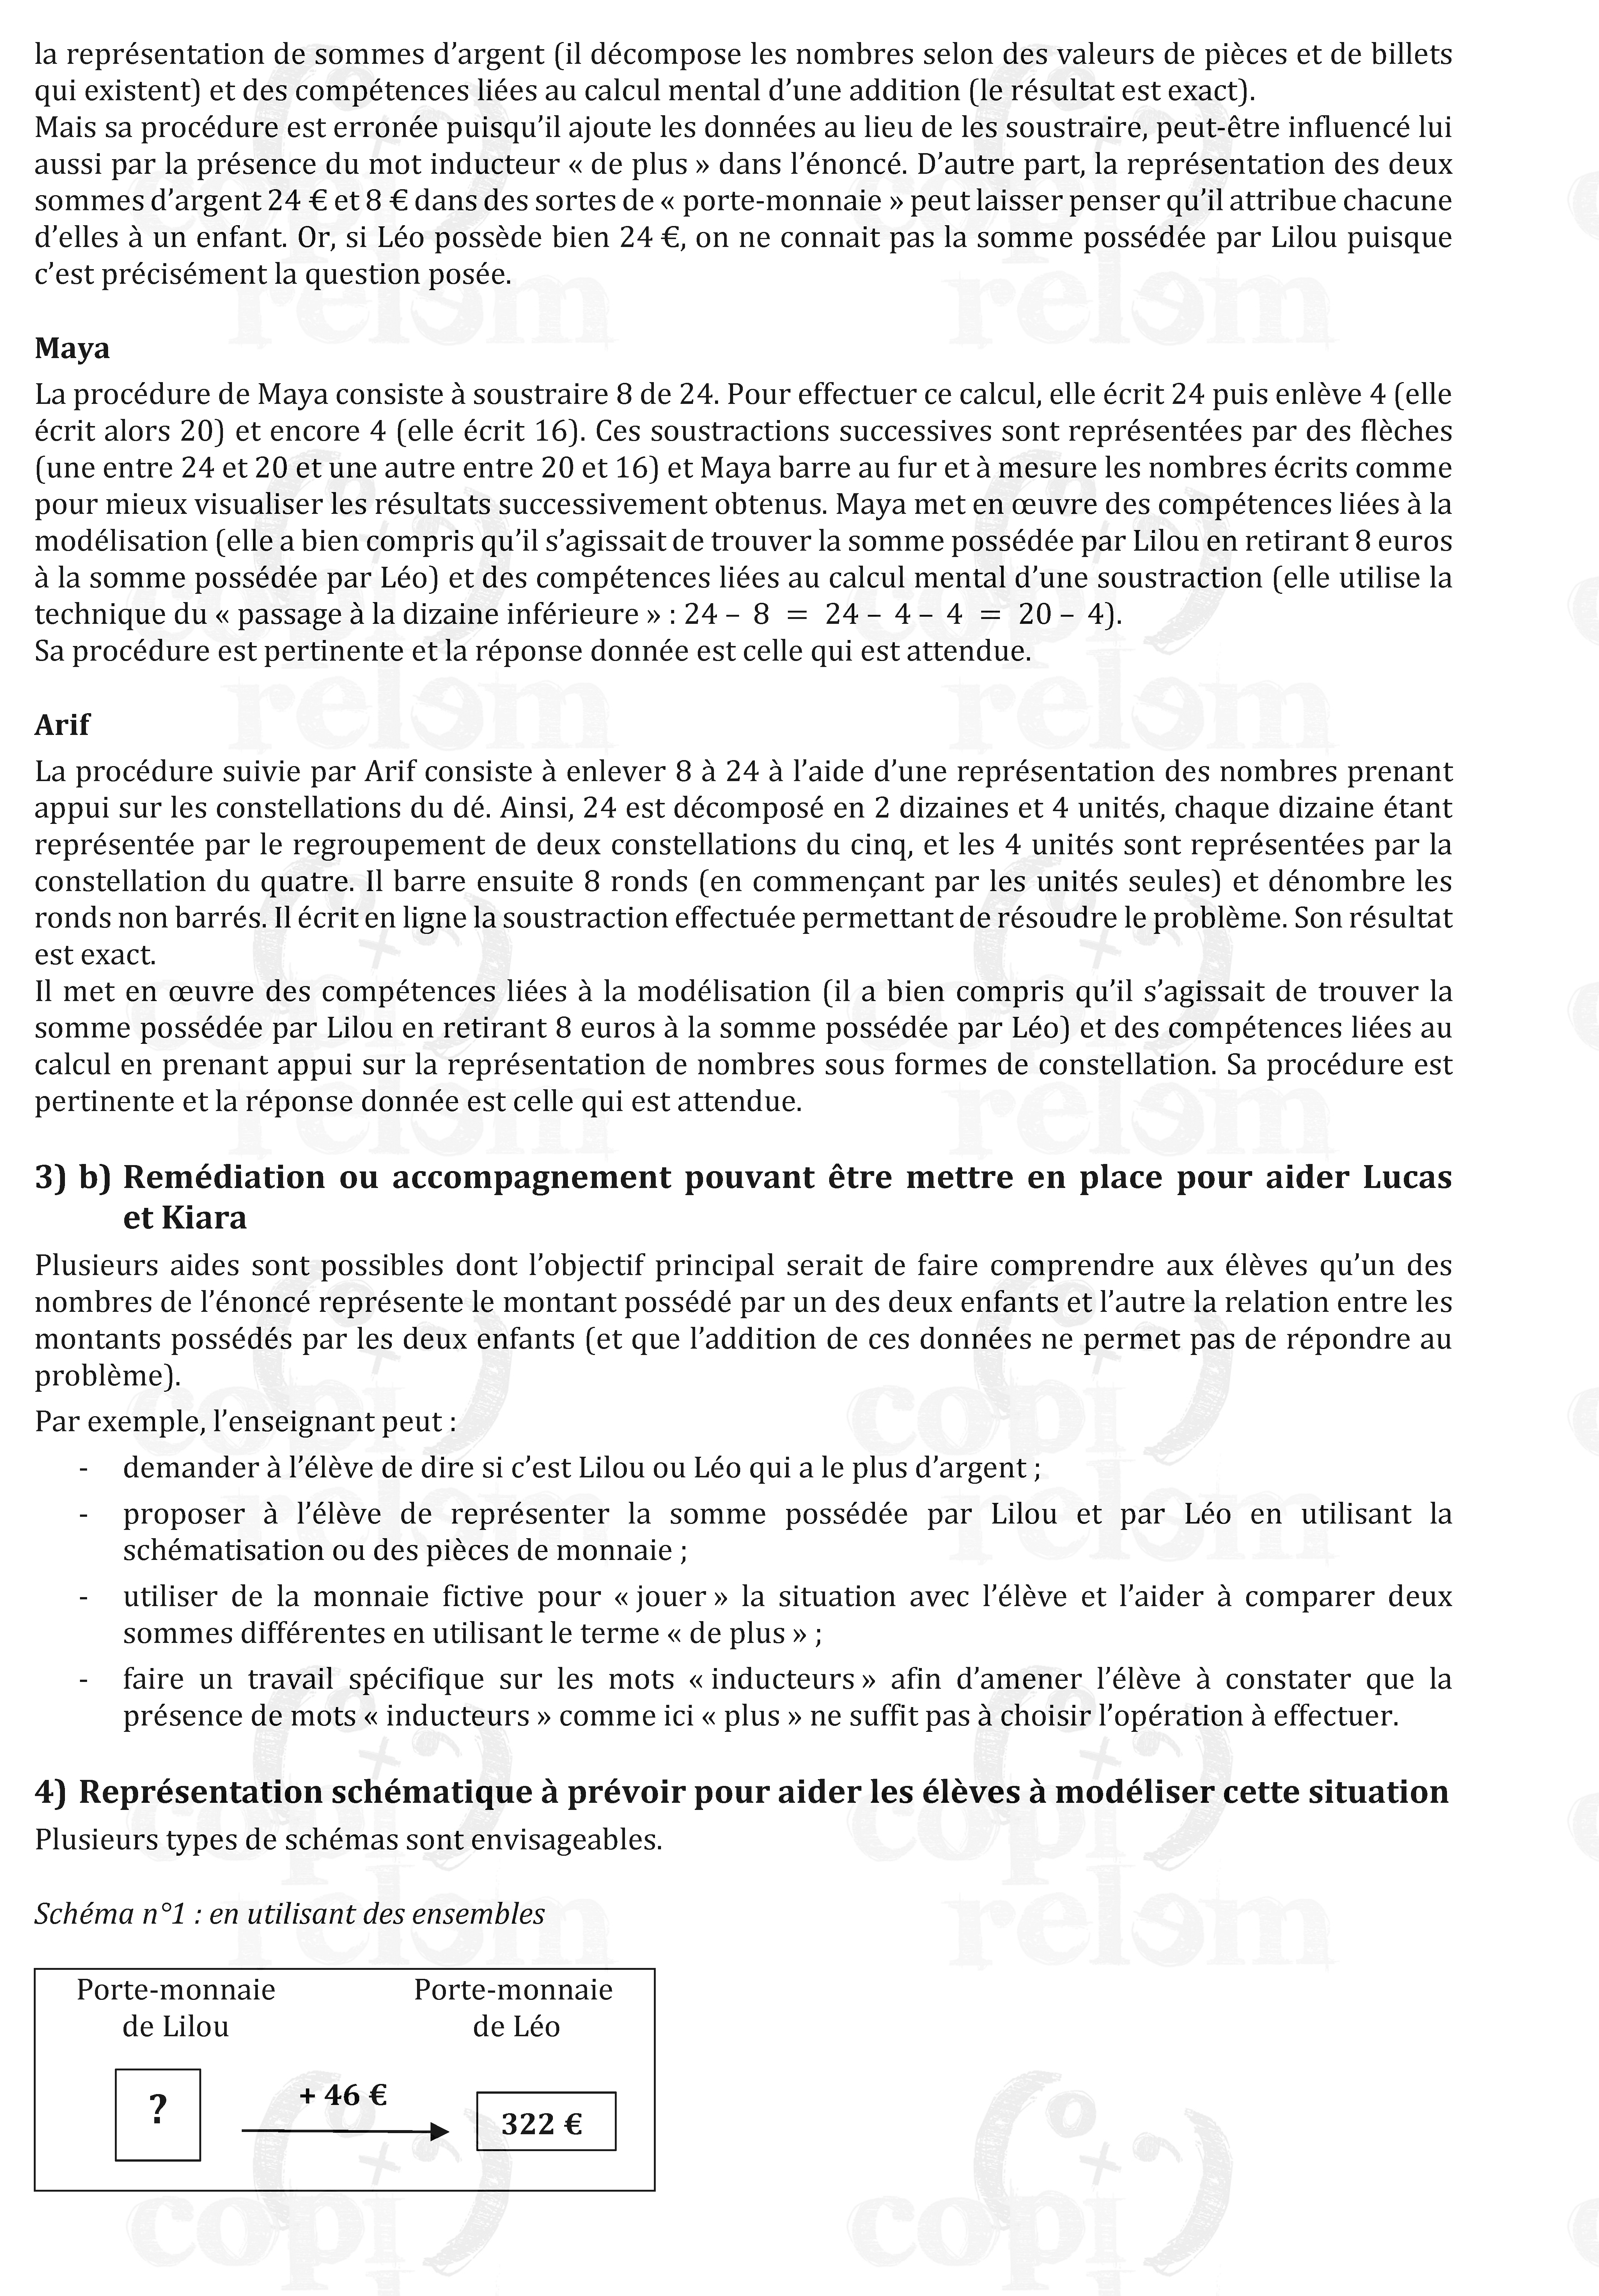 la représentation de sommes d’argent (il décompose les nombres selon des valeurs de pièces et de billets
qui existent) et des compétences liées au calcul mental d’une addition (le résultat est exact).
Mais sa procédure est erronée puisqu’il ajoute les données au lieu de les soustraire, peut-être influencé lui
aussi par la présence du mot inducteur « de plus » dans l’énoncé. D’autre part, la représentation des deux
sommes d’argent 24 € et 8 € dans des sortes de « porte-monnaie » peut laisser penser qu’il attribue chacune
d’elles à un enfant. Or, si Léo possède bien 24 €, on ne connait pas la somme possédée par Lilou puisque
c’est précisément la question posée.
Maya
La procédure de Maya consiste à soustraire 8 de 24. Pour effectuer ce calcul, elle écrit 24 puis enlève 4 (elle
écrit alors 20) et encore 4 (elle écrit 16). Ces soustractions successives sont représentées par des flèches
(une entre 24 et 20 et une autre entre 20 et 16) et Maya barre au fur et à mesure les nombres écrits comme
pour mieux visualiser les résultats successivement obtenus. Maya met en œuvre des compétences liées à la
modélisation (elle a bien compris qu’il s’agissait de trouver la somme possédée par Lilou en retirant 8 euros
à la somme possédée par Léo) et des compétences liées au calcul mental d’une soustraction (elle utilise la
technique du « passage à la dizaine inférieure » : 24 – 8 = 24 – 4 – 4 = 20 – 4).
Sa procédure est pertinente et la réponse donnée est celle qui est attendue.
Arif
La procédure suivie par Arif consiste à enlever 8 à 24 à l’aide d’une représentation des nombres prenant
appui sur les constellations du dé. Ainsi, 24 est décomposé en 2 dizaines et 4 unités, chaque dizaine étant
représentée par le regroupement de deux constellations du cinq, et les 4 unités sont représentées par la
constellation du quatre. Il barre ensuite 8 ronds (en commençant par les unités seules) et dénombre les
ronds non barrés. Il écrit en ligne la soustraction effectuée permettant de résoudre le problème. Son résultat
est exact.
Il met en œuvre des compétences liées à la modélisation (il a bien compris qu’il s’agissait de trouver la
somme possédée par Lilou en retirant 8 euros à la somme possédée par Léo) et des compétences liées au
calcul en prenant appui sur la représentation de nombres sous formes de constellation. Sa procédure est
pertinente et la réponse donnée est celle qui est attendue.
3) b) Remédiation ou accompagnement pouvant être mettre en place pour aider Lucas
et Kiara
Plusieurs aides sont possibles dont l’objectif principal serait de faire comprendre aux élèves qu’un des
nombres de l’énoncé représente le montant possédé par un des deux enfants et l’autre la relation entre les
montants possédés par les deux enfants (et que l’addition de ces données ne permet pas de répondre au
problème).
Par exemple, l’enseignant peut :
- demander à l’élève de dire si c’est Lilou ou Léo qui a le plus d’argent ;
- proposer à l’élève de représenter la somme possédée par Lilou et par Léo en utilisant la
schématisation ou des pièces de monnaie ;
- utiliser de la monnaie fictive pour « jouer » la situation avec l’élève et l’aider à comparer deux
sommes différentes en utilisant le terme « de plus » ;
- faire un travail spécifique sur les mots « inducteurs » afin d’amener l’élève à constater que la
présence de mots « inducteurs » comme ici « plus » ne suffit pas à choisir l’opération à effectuer.
4) Représentation schématique à prévoir pour aider les élèves à modéliser cette situation
Plusieurs types de schémas sont envisageables.
Schéma n°1 : en utilisant des ensembles
Porte-monnaie Porte-monnaie
de Lilou de Léo
+ 46 €
? 322 €
copi
relem